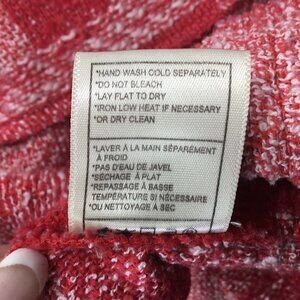 *HAND WASH COLD SEPARATELY
*DO NOT BLEACH
*LAY FLAT TO DRY
*IRON LOW HEAT IF NECESSARY
*OR DRY CLEAN
*LAVER À LA MAIN SÉPARÉMENT
À FROID
*PAS D'EAU DE JAVEL
*SÉCHAGE À PLAT
*REPASSAGE À BASSE
TEMPÉRATURE SI NÉCESSAIRE
*OU NETTOYAGE À SEC